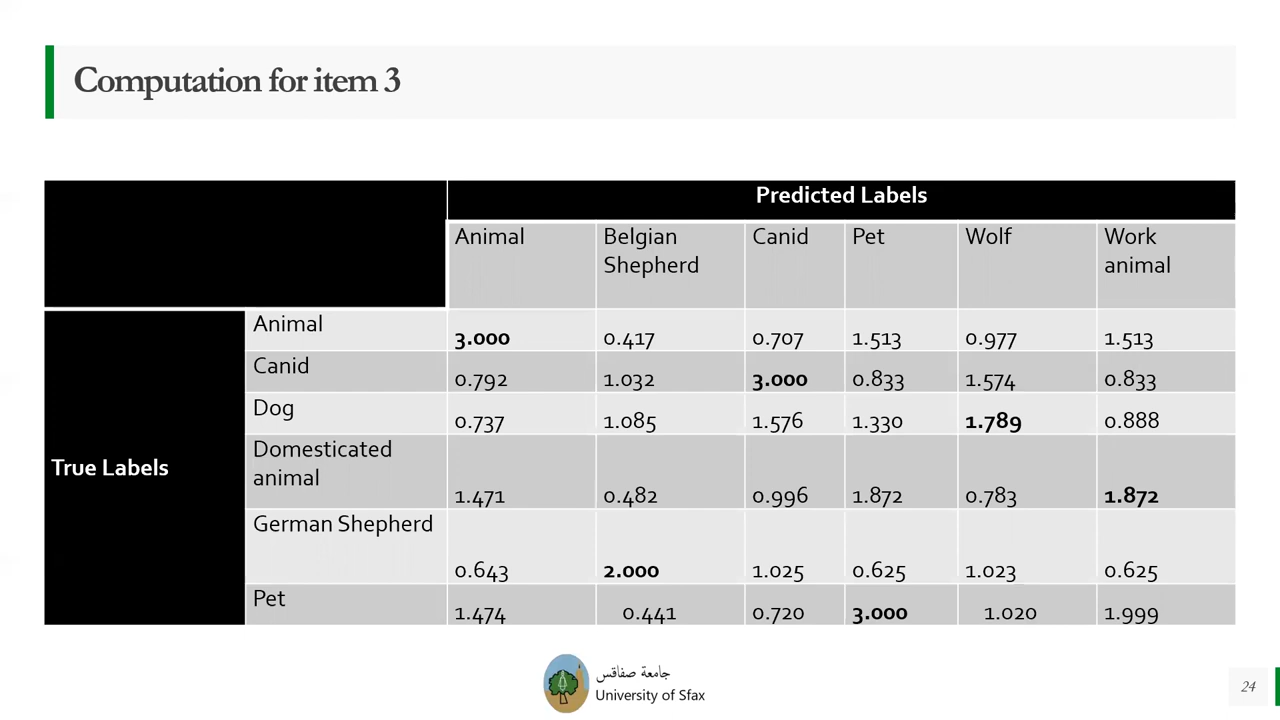 Computation for item 3
Predicted Labels
Animal Belgian Shepherd Canid Pet Wolf Work animal
True Labels
Animal 3.000 0.417 0.707 1.513 0.977 1.513
Canid 0.792 1.032 3.000 0.833 1.574 0.833
Dog 0.737 1.085 1.576 1.330 1.789 0.888
Domesticated animal 1.471 0.482 0.996 1.872 0.783 1.872
German Shepherd 0.643 2.000 1.025 0.625 1.023 0.625
Pet 1.474 0.441 0.720 3.000 1.020 1.999
جامعة صفاقس
University of Sfax
24